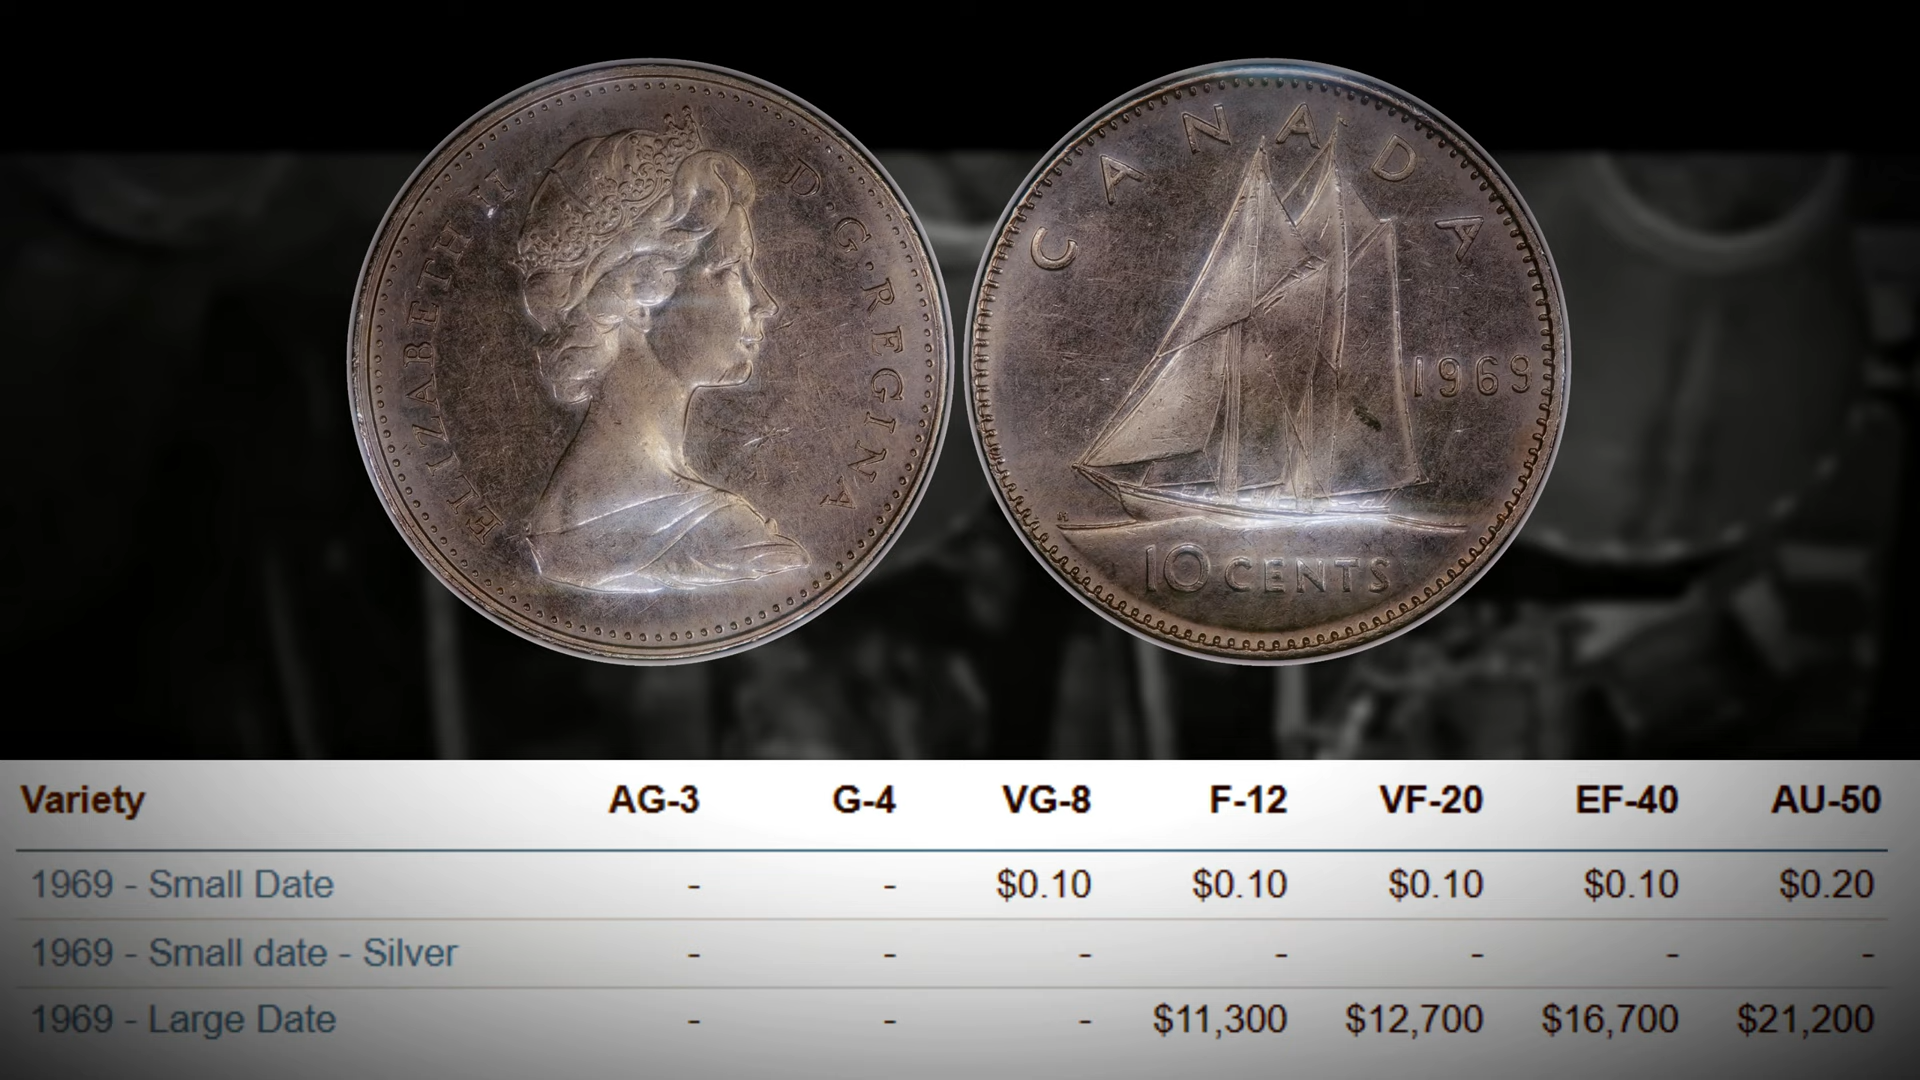 ELIZABETH II D·G·REGINA
CANADA
1969
10 CENTS
Variety AG-3 G-4 VG-8 F-12 VF-20 EF-40 AU-50
1969 - Small Date - - $0.10 $0.10 $0.10 $0.10 $0.20
1969 - Small date - Silver - - - - - - -
1969 - Large Date - - - $11,300 $12,700 $16,700 $21,200